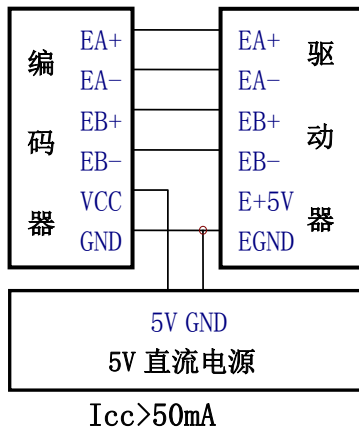 编码器
EA+
EA-
EB+
EB-
VCC
GND
EA+
EA-
EB+
EB-
E+5V
EGND
驱动器
5V GND
5V 直流电源
Icc>50mA